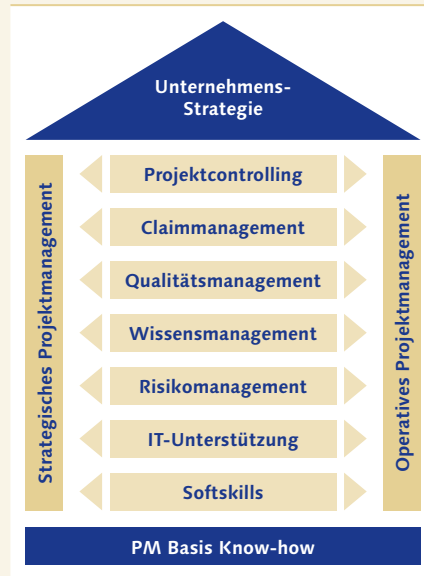 Unternehmens-
Strategie
Strategisches Projektmanagement
Projektcontrolling
Claimmanagement
Qualitätsmanagement
Wissensmanagement
Risikomanagement
IT-Unterstützung
Softskills
Operatives Projektmanagement
PM Basis Know-how